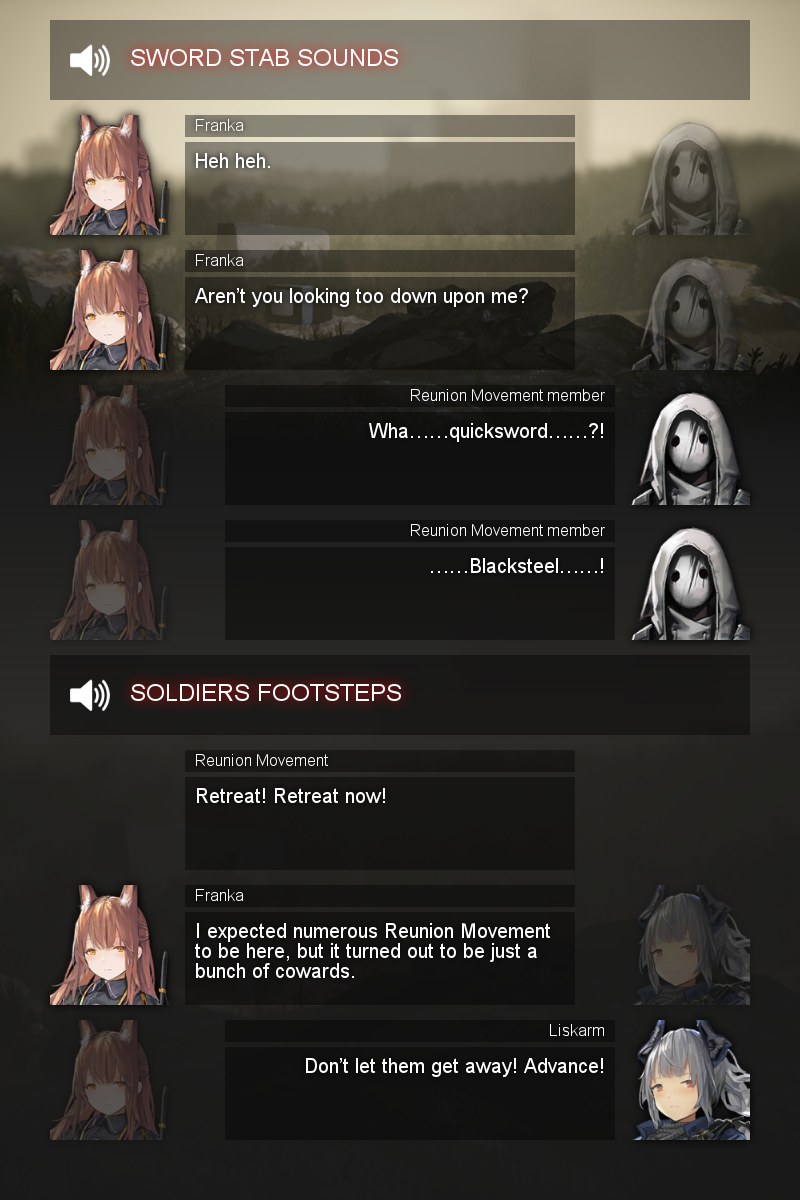 SWORD STAB SOUNDS
Franka
Heh heh.
Franka
Aren't you looking too down upon me?
Reunion Movement member
Wha......quicksword......?!
Reunion Movement member
......Blacksteel......!
SOLDIERS FOOTSTEPS
Reunion Movement
Retreat! Retreat now!
Franka
I expected numerous Reunion Movement
to be here, but it turned out to be just a
bunch of cowards.
Liskarm
Don't let them get away! Advance!